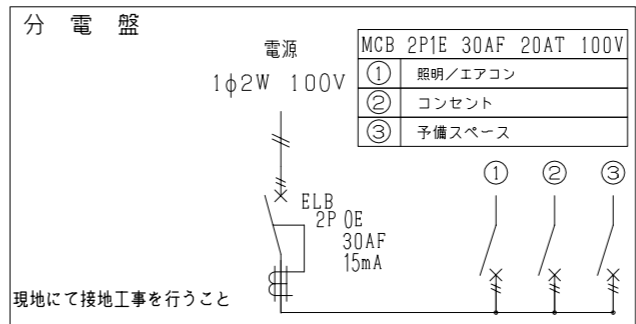 分電盤
電源
1φ2W 100V
MCB 2P1E 30AF 20AT 100V
① 照明/エアコン
② コンセント
③ 予備スペース
① ② ③
ELB
2P 0E
30AF
15mA
現地にて接地工事を行うこと